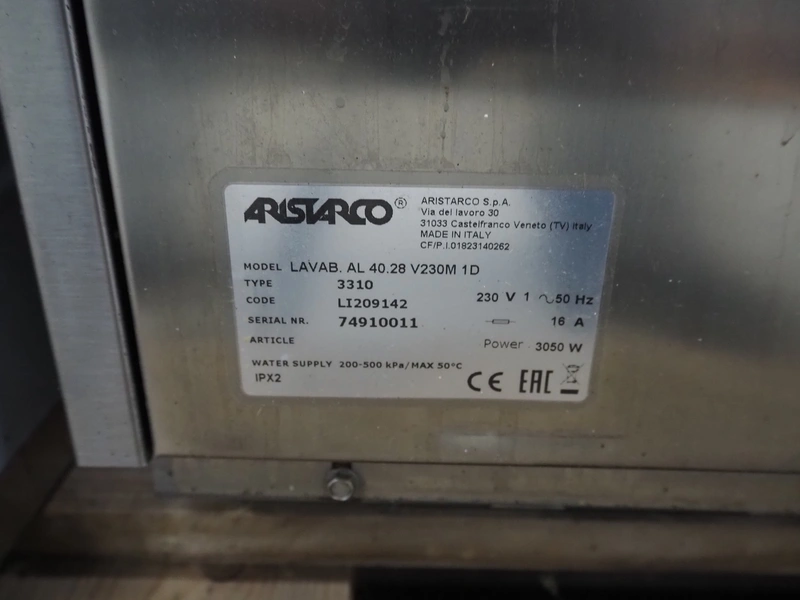 ARISTARCO®
ARISTARCO S.p.A.
Via del lavoro 30
31033 Castelfranco Veneto (TV) Italy
MADE IN ITALY
CF/P.I.01823140262
MODEL LAVAB. AL 40.28 V230M 1D
TYPE 3310
CODE LI209142 230 V 1 ~50 Hz
SERIAL NR. 74910011 16 A
ARTICLE Power 3050 W
WATER SUPPLY 200-500 kPa/MAX 50°C
IPX2 CE EAC